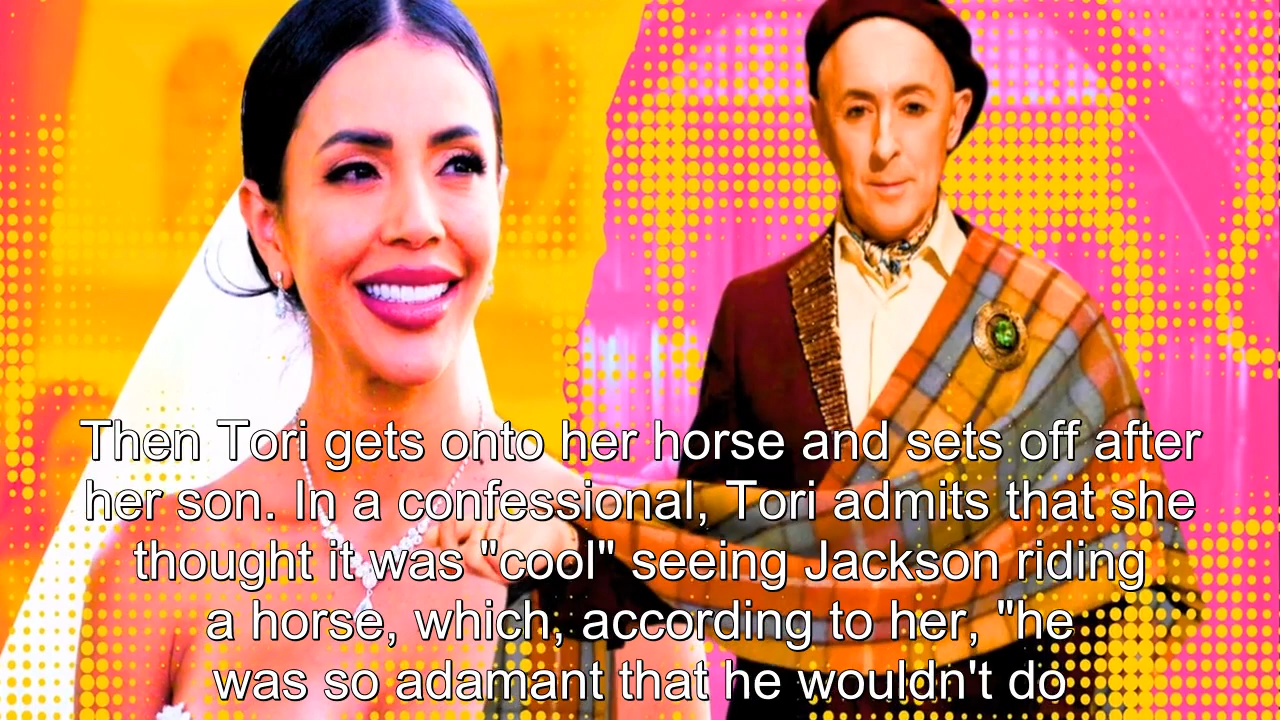 Then Tori gets onto her horse and sets off after
her son. In a confessional, Tori admits that she
thought it was "cool" seeing Jackson riding
a horse, which, according to her, "he
was so adamant that he wouldn't do